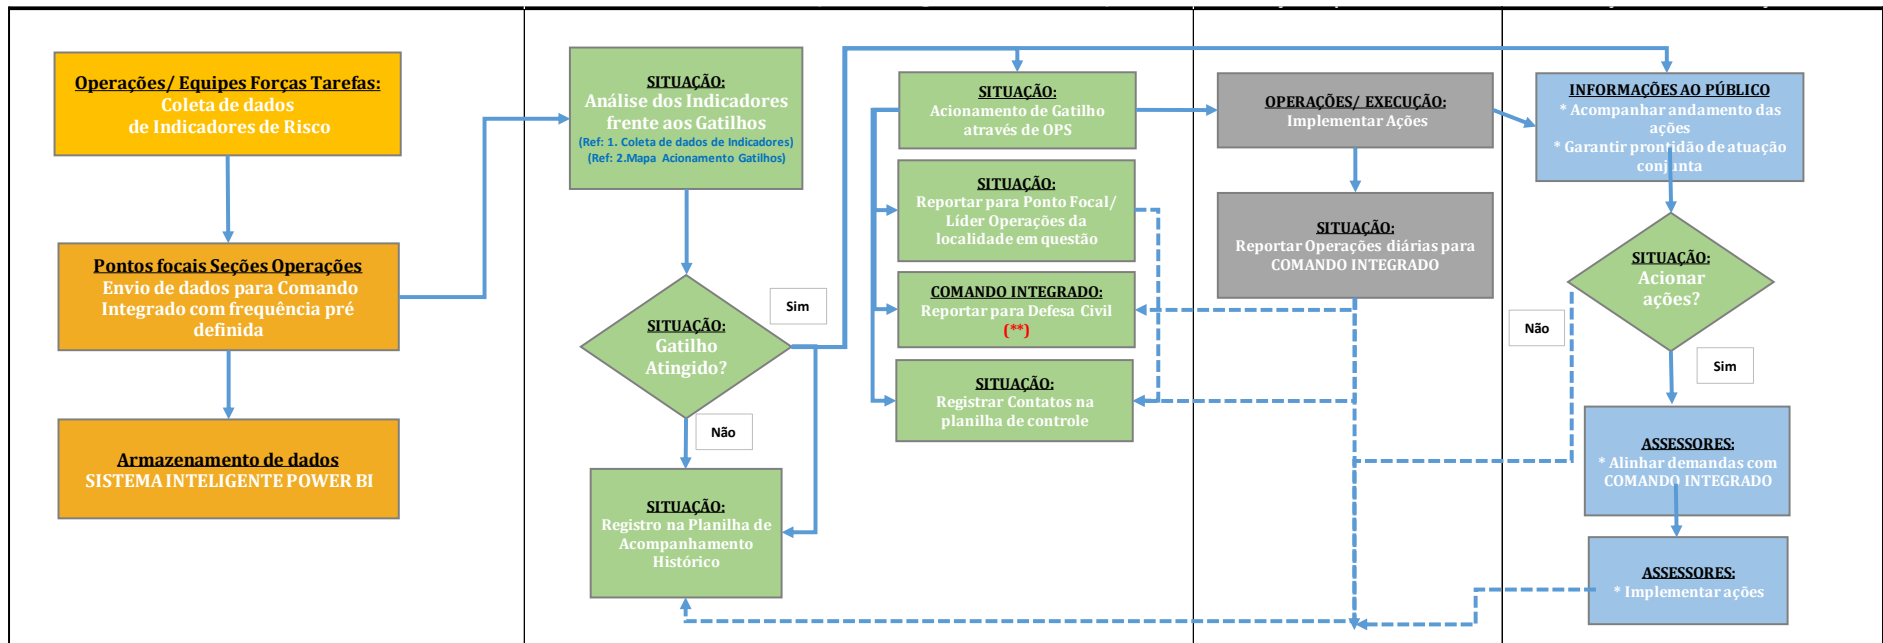 Operações/ Equipes Forças Tarefas:
Coleta de dados
de Indicadores de Risco
Pontos focais Seções Operações
Envio de dados para Comando
Integrado com frequência pré
definida
Armazenamento de dados
SISTEMA INTELIGENTE POWER BI
SITUAÇÃO:
Análise dos Indicadores
frente aos Gatilhos
(Ref: 1. Coleta de dados de Indicadores)
(Ref: 2.Mapa Acionamento Gatilhos)
SITUAÇÃO:
Gatilho
Atingido?
Sim
Não
SITUAÇÃO:
Registro na Planilha de
Acompanhamento
Histórico
SITUAÇÃO:
Acionamento de Gatilho
através de OPS
SITUAÇÃO:
Reportar para Ponto Focal/
Líder Operações da
localidade em questão
COMANDO INTEGRADO:
Reportar para Defesa Civil
(**)
SITUAÇÃO:
Registrar Contatos na
planilha de controle
OPERAÇÕES/ EXECUÇÃO:
Implementar Ações
SITUAÇÃO:
Reportar Operações diárias para
COMANDO INTEGRADO
INFORMAÇÕES AO PÚBLICO
* Acompanhar andamento das
ações
* Garantir prontidão de atuação
conjunta
SITUAÇÃO:
Acionar
ações?
Não
Sim
ASSESSORES:
* Alinhar demandas com
COMANDO INTEGRADO
ASSESSORES:
* Implementar ações